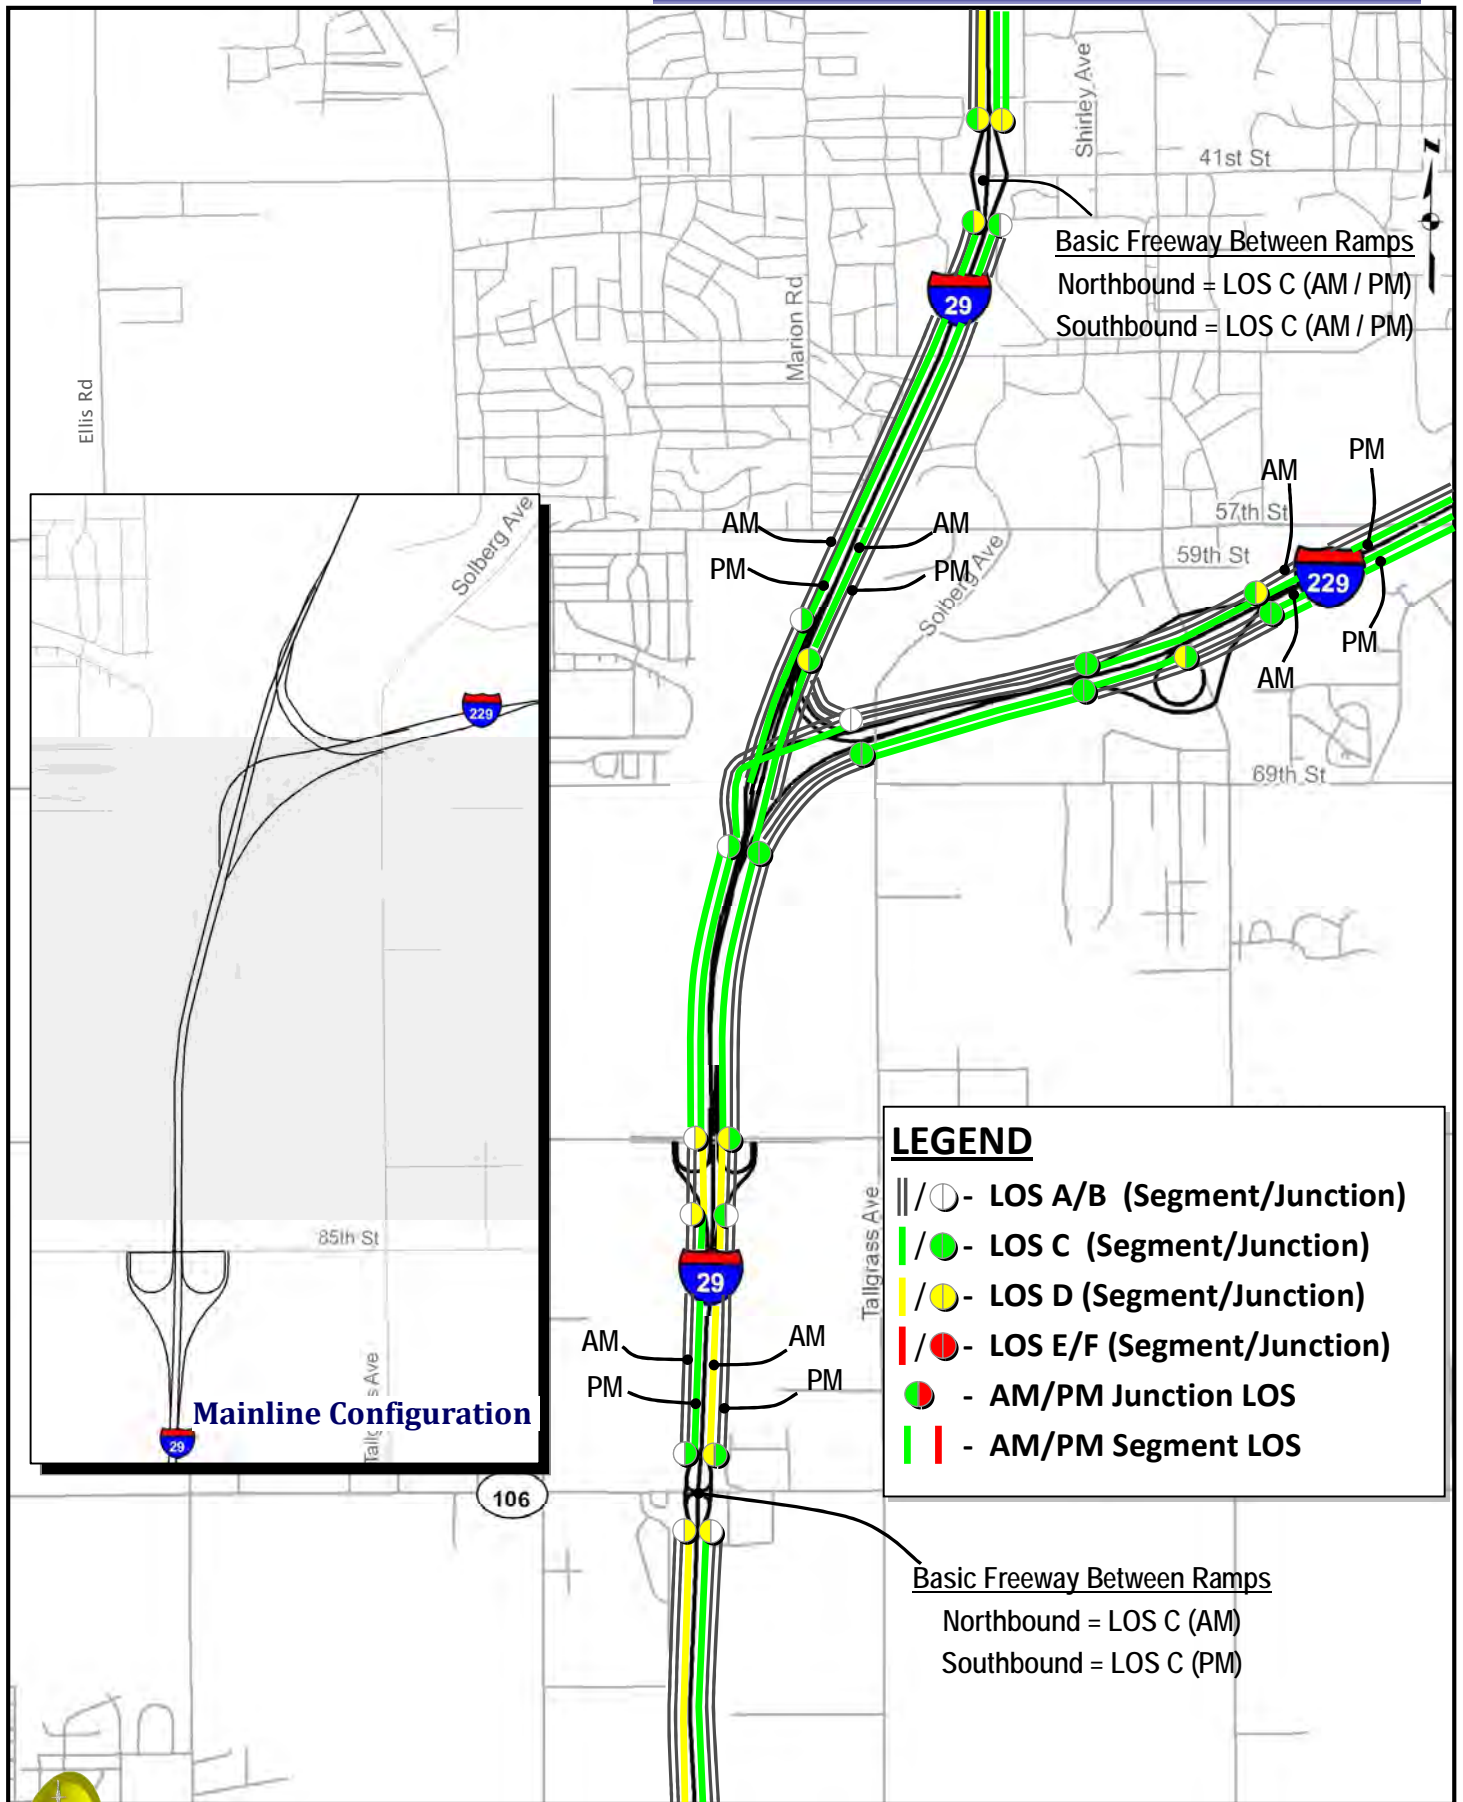 Shirley Ave
41st St
Z
Basic Freeway Between Ramps
Northbound = LOS C (AM / PM)
Southbound = LOS C (AM / PM)
29
Marion Rd
Ellis Rd
PM
AM
57th St
59th St
229
AM
AM
PM
PM
Solberg Ave
PM
AM
69th St
Solberg Ave
229
85th St
Tallg s Ave
Mainline Configuration
29
LEGEND
/ - LOS A/B (Segment/Junction)
/ - LOS C (Segment/Junction)
/ - LOS D (Segment/Junction)
/ - LOS E/F (Segment/Junction)
- AM/PM Junction LOS
- AM/PM Segment LOS
Tallgrass Ave
29
AM
AM
PM
PM
106
Basic Freeway Between Ramps
Northbound = LOS C (AM)
Southbound = LOS C (PM)